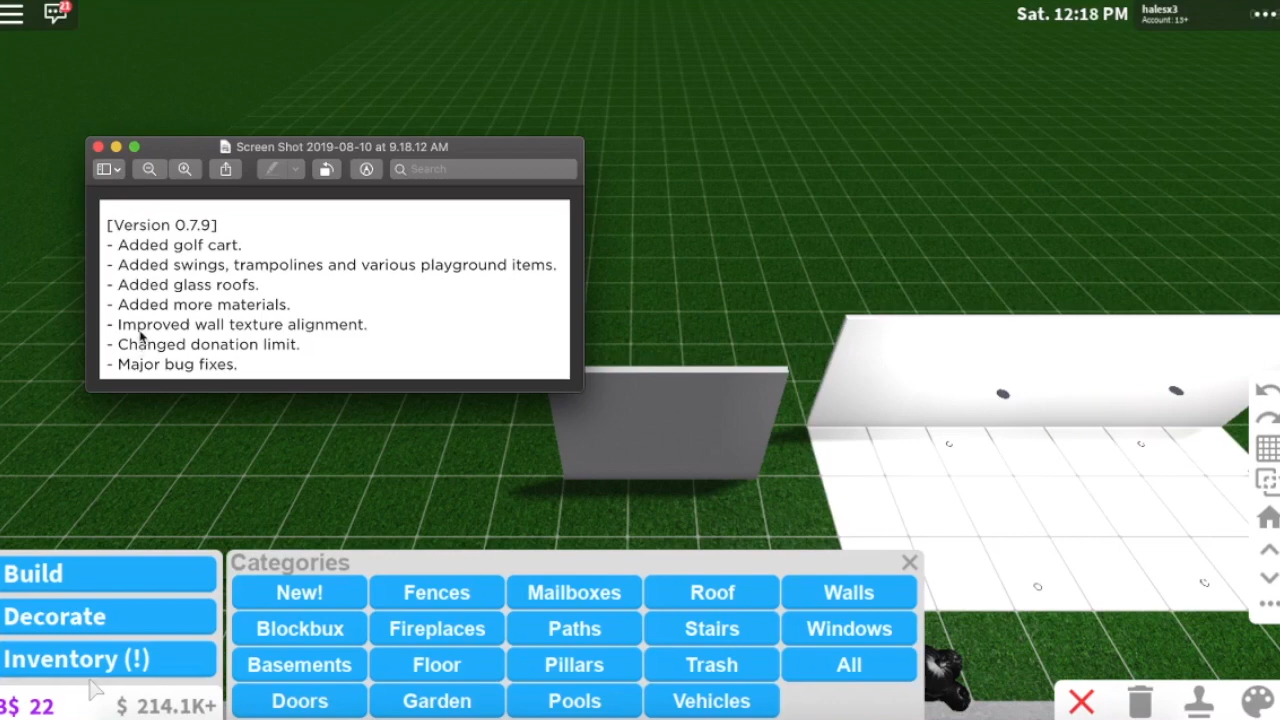 21
Sat. 12:18 PM
halesx3
Account: 13+
Screen Shot 2019-08-10 at 9.18.12 AM
Search
[Version 0.7.9]
- Added golf cart.
- Added swings, trampolines and various playground items.
- Added glass roofs.
- Added more materials.
- Improved wall texture alignment.
- Changed donation limit.
- Major bug fixes.
Build
Decorate
Inventory (!)
B$ 22
$ 214.1K+
Categories
New! Fences Mailboxes Roof Walls
Blockbux Fireplaces Paths Stairs Windows
Basements Floor Pillars Trash All
Doors Garden Pools Vehicles